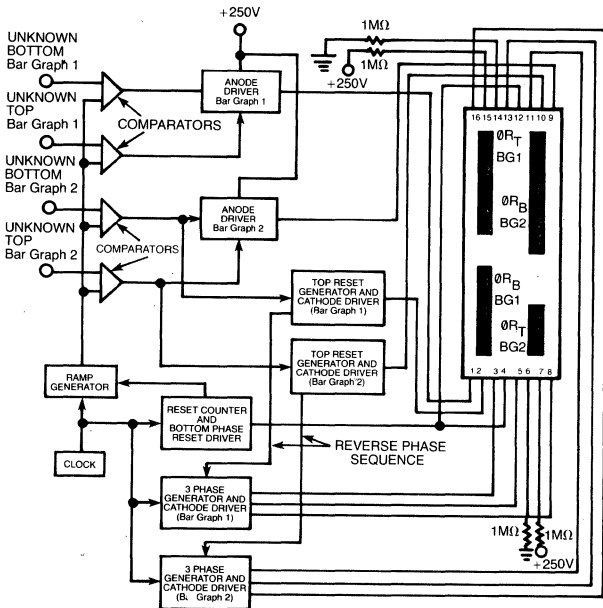 +250V
UNKNOWN
BOTTOM
Bar Graph 1
UNKNOWN
TOP
Bar Graph 1
UNKNOWN
BOTTOM
Bar Graph 2
UNKNOWN
TOP
Bar Graph 2
COMPARATORS
COMPARATORS
ANODE
DRIVER
Bar Graph 1
ANODE
DRIVER
Bar Graph 2
1MΩ
1MΩ
+250V
16 15 14 13 12 11 10 9
ØR_T
BG1
ØR_B
BG2
ØR_B
BG1
ØR_T
BG2
1 2 3 4 5 6 7 8
TOP RESET
GENERATOR AND
CATHODE DRIVER
(Bar Graph 1)
TOP RESET
GENERATOR AND
CATHODE DRIVER
(Bar Graph 2)
RAMP
GENERATOR
RESET COUNTER
AND
BOTTOM PHASE
RESET DRIVER
REVERSE PHASE
SEQUENCE
CLOCK
3 PHASE
GENERATOR AND
CATHODE DRIVER
(Bar Graph 1)
1MΩ
1MΩ
+250V
3 PHASE
GENERATOR AND
CATHODE DRIVER
(Bar Graph 2)